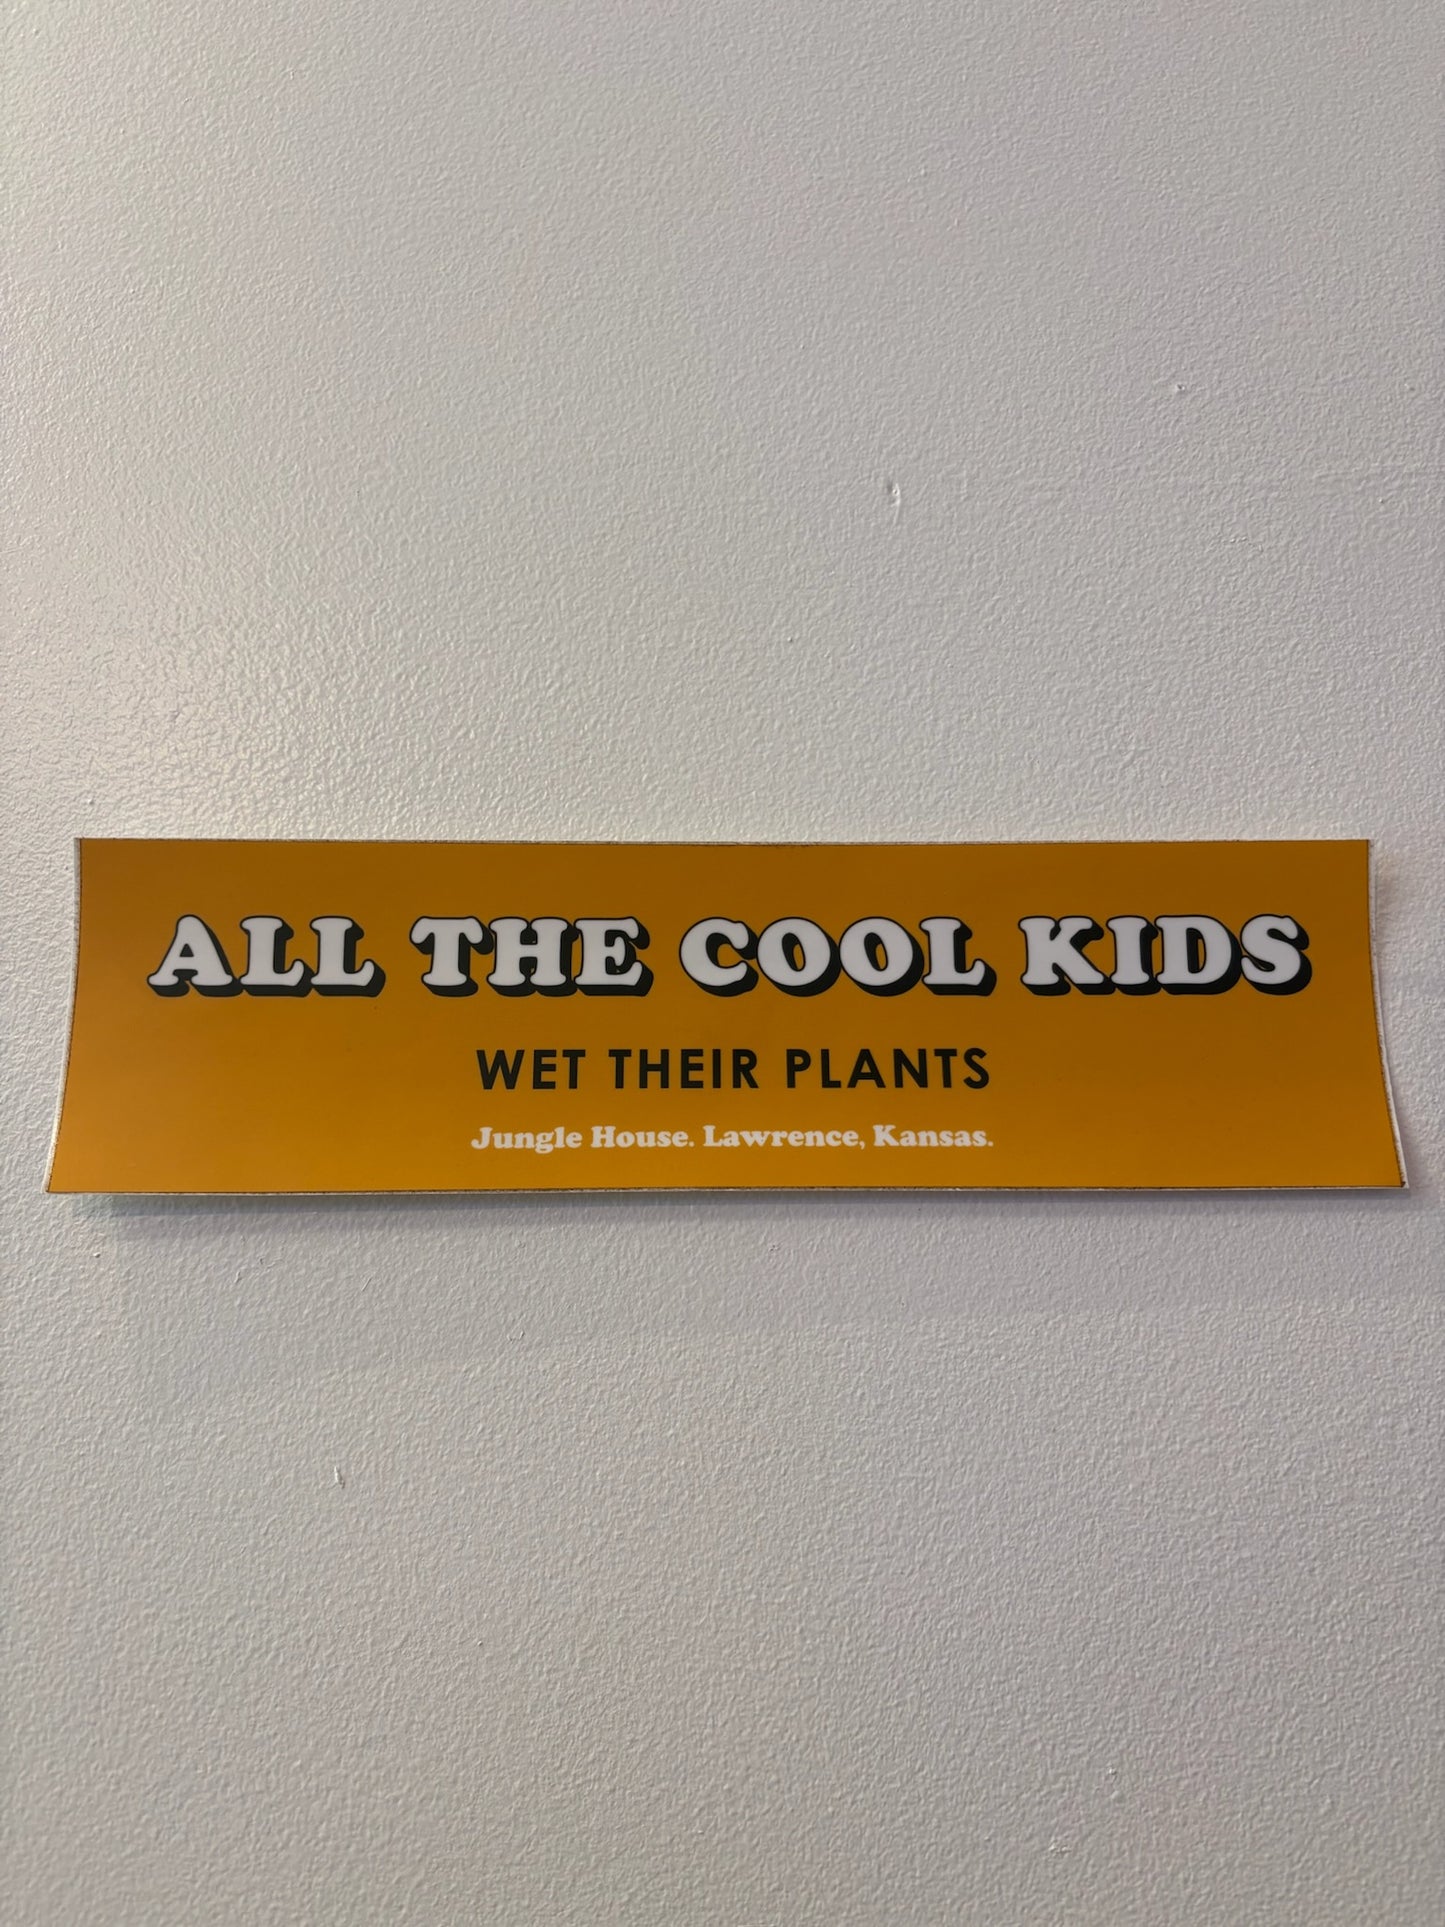 ALL THE COOL KIDS
WET THEIR PLANTS
Jungle House. Lawrence, Kansas.